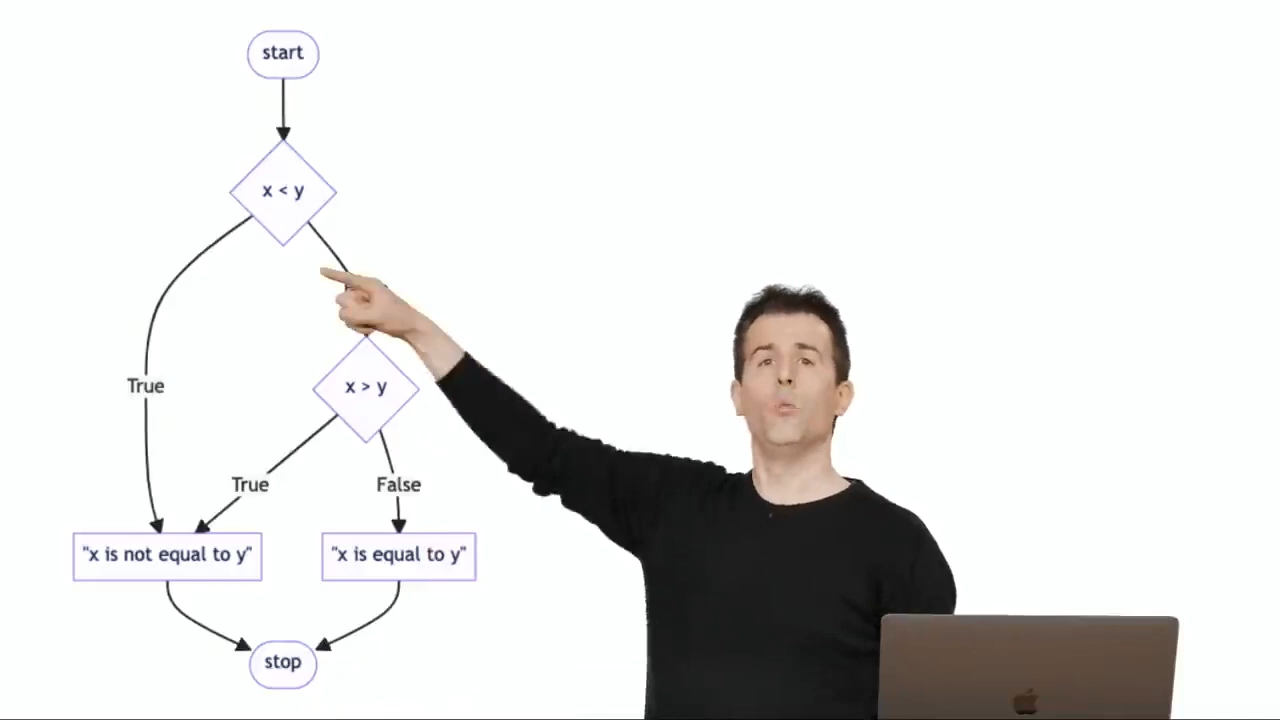 start
x < y
True
x > y
True
False
"x is not equal to y"
"x is equal to y"
stop